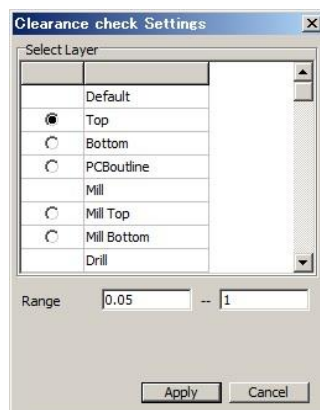 Clearance check Settings
Select Layer
Default
Top
Bottom
PCBoutline
Mill
Mill Top
Mill Bottom
Drill
Range 0.05 -- 1
Apply Cancel